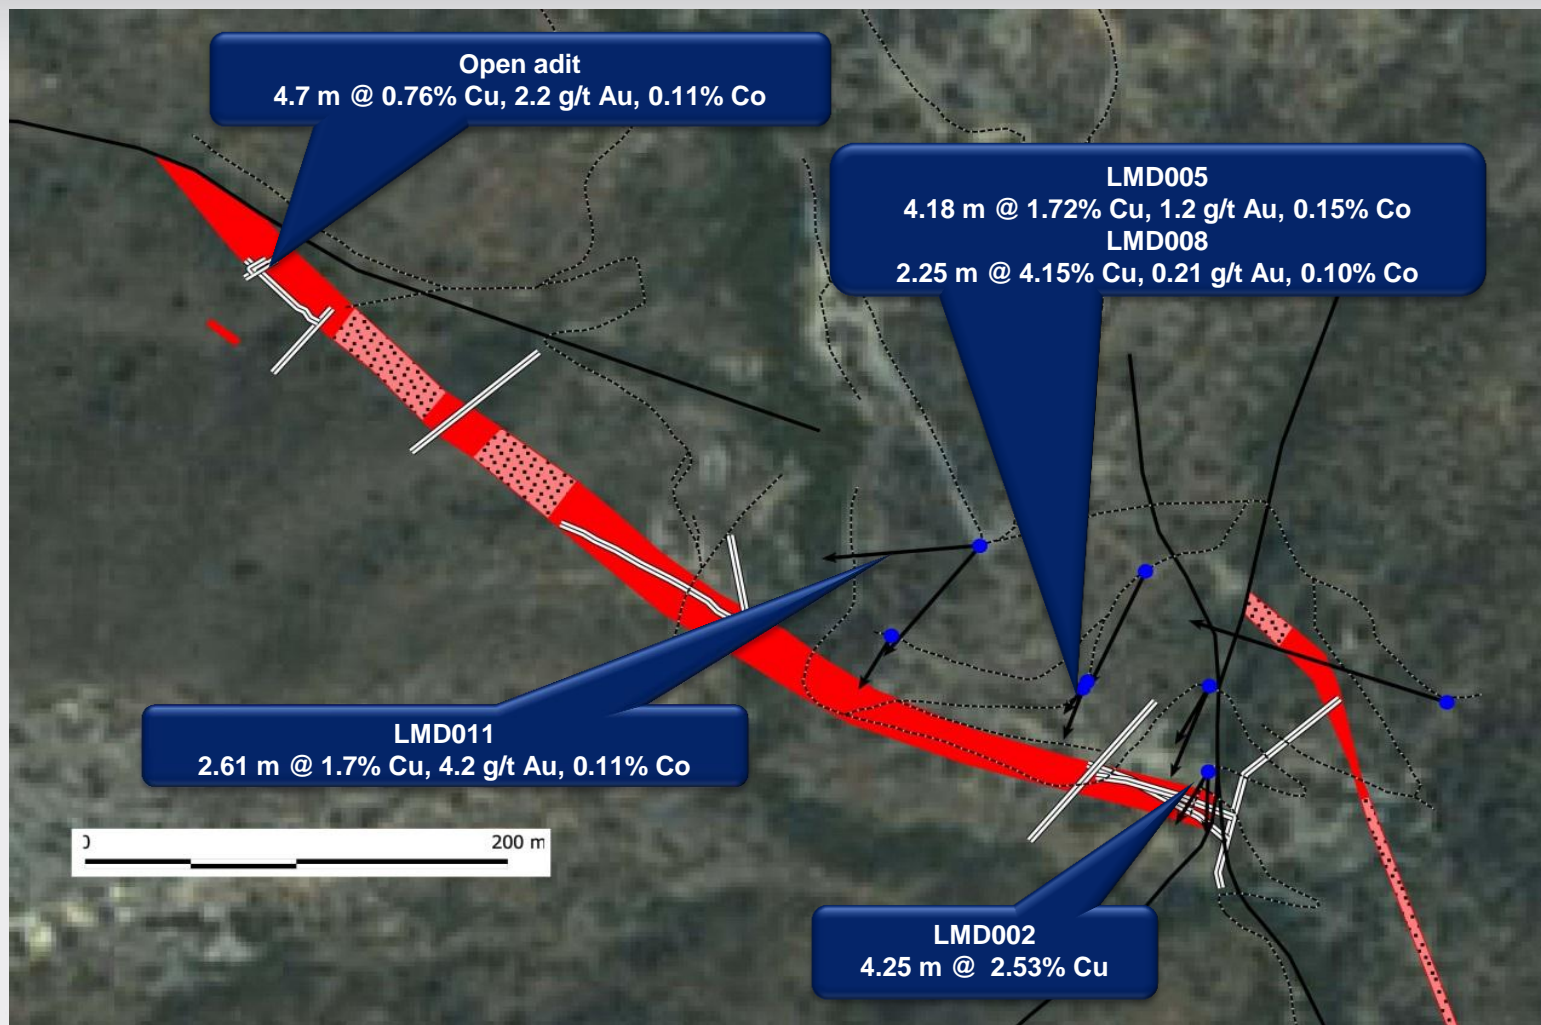 Open adit
4.7 m @ 0.76% Cu, 2.2 g/t Au, 0.11% Co
LMD005
4.18 m @ 1.72% Cu, 1.2 g/t Au, 0.15% Co
LMD008
2.25 m @ 4.15% Cu, 0.21 g/t Au, 0.10% Co
LMD011
2.61 m @ 1.7% Cu, 4.2 g/t Au, 0.11% Co
0 200 m
LMD002
4.25 m @ 2.53% Cu